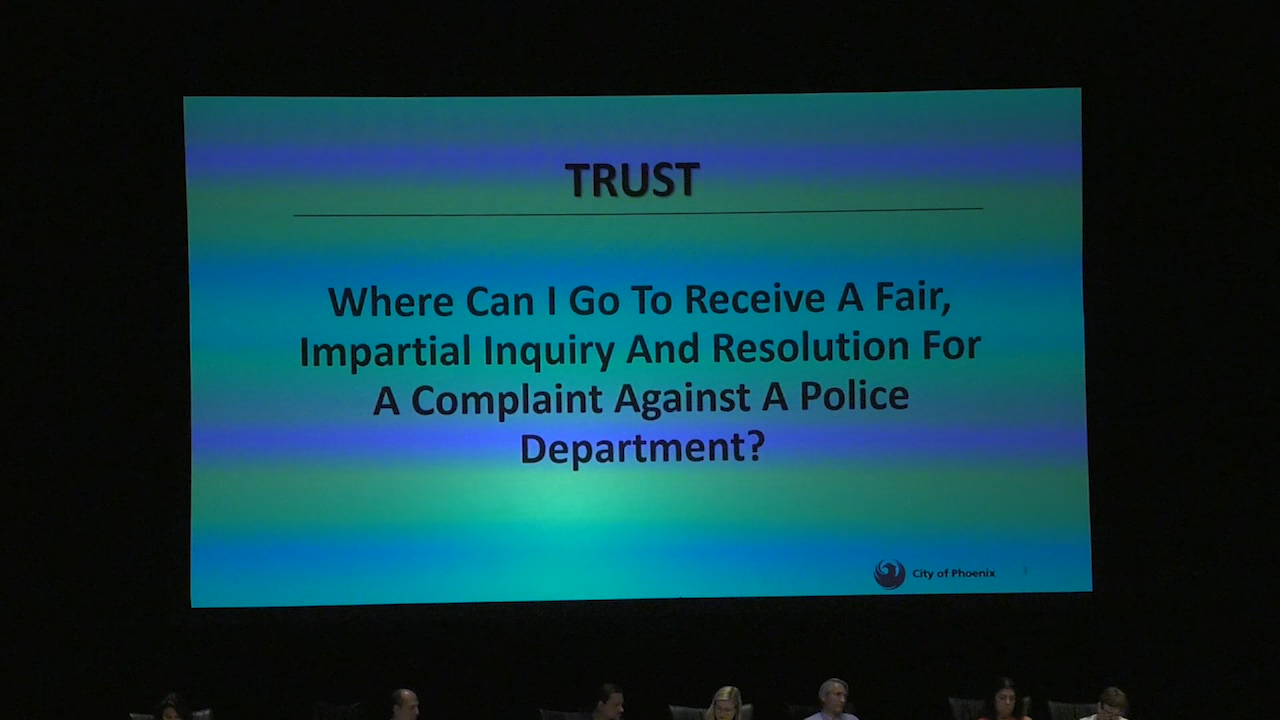 TRUST
Where Can I Go To Receive A Fair,
Impartial Inquiry And Resolution For
A Complaint Against A Police
Department?
City of Phoenix